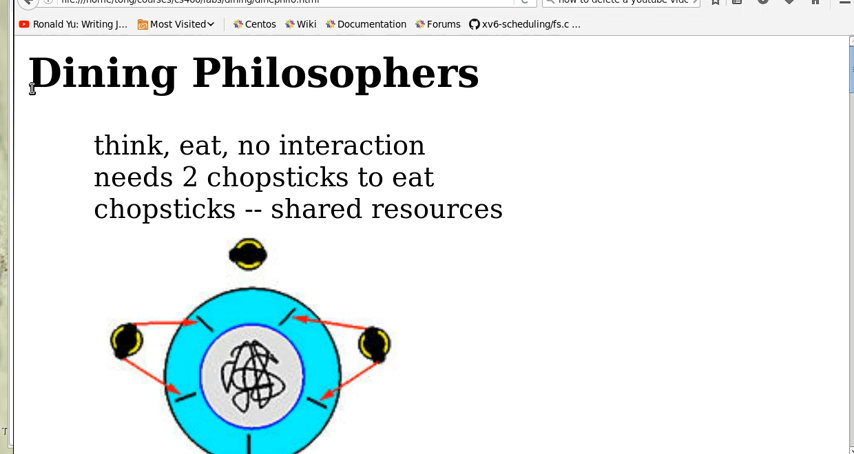 Ronald Yu: Writing J... Most Visited Centos Wiki Documentation Forums xv6-scheduling/fs.c ...
Dining Philosophers
think, eat, no interaction
needs 2 chopsticks to eat
chopsticks -- shared resources